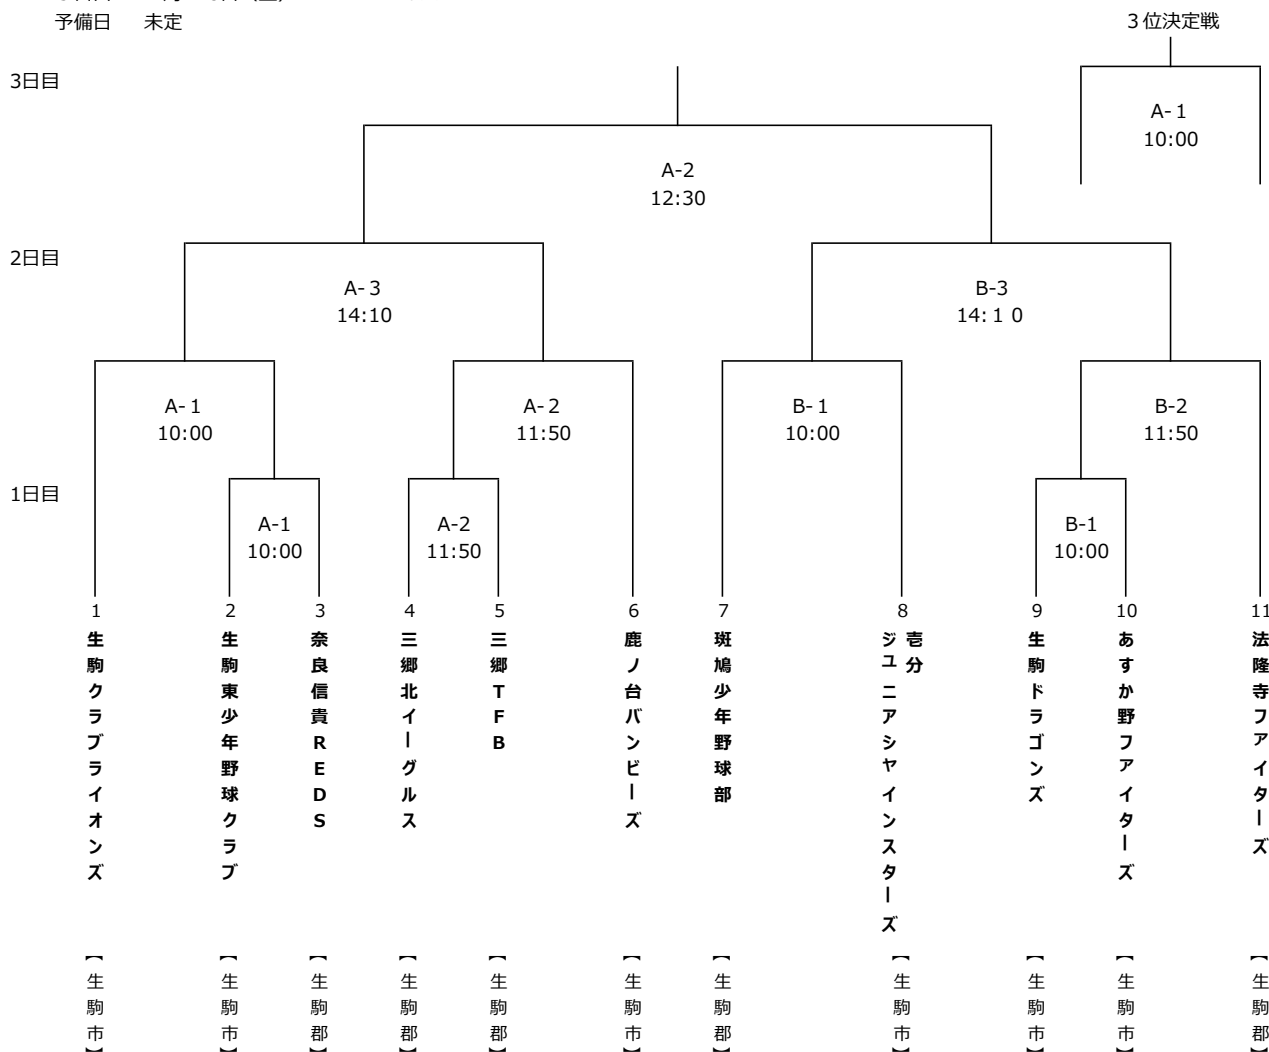 予備日　未定
３位決定戦
3日目
A-１
10:00
A-2
12:30
2日目
A-３
14:10
B-3
14:１０
A-１
10:00
A-２
11:50
B-１
10:00
B-2
11:50
1日目
A-1
10:00
A-2
11:50
B-1
10:00
1
2
3
4
5
6
7
8
9
10
11
生駒クラブライオンズ
生駒東少年野球クラブ
奈良信貴REDS
三郷北イーグルス
三郷TFB
鹿ノ台バンビーズ
斑鳩少年野球部
壱分
ジュニアシャインスターズ
生駒ドラゴンズ
あすか野ファイターズ
法隆寺ファイターズ
【生駒市】
【生駒市】
【生駒郡】
【生駒郡】
【生駒郡】
【生駒市】
【生駒郡】
【生駒市】
【生駒市】
【生駒市】
【生駒郡】